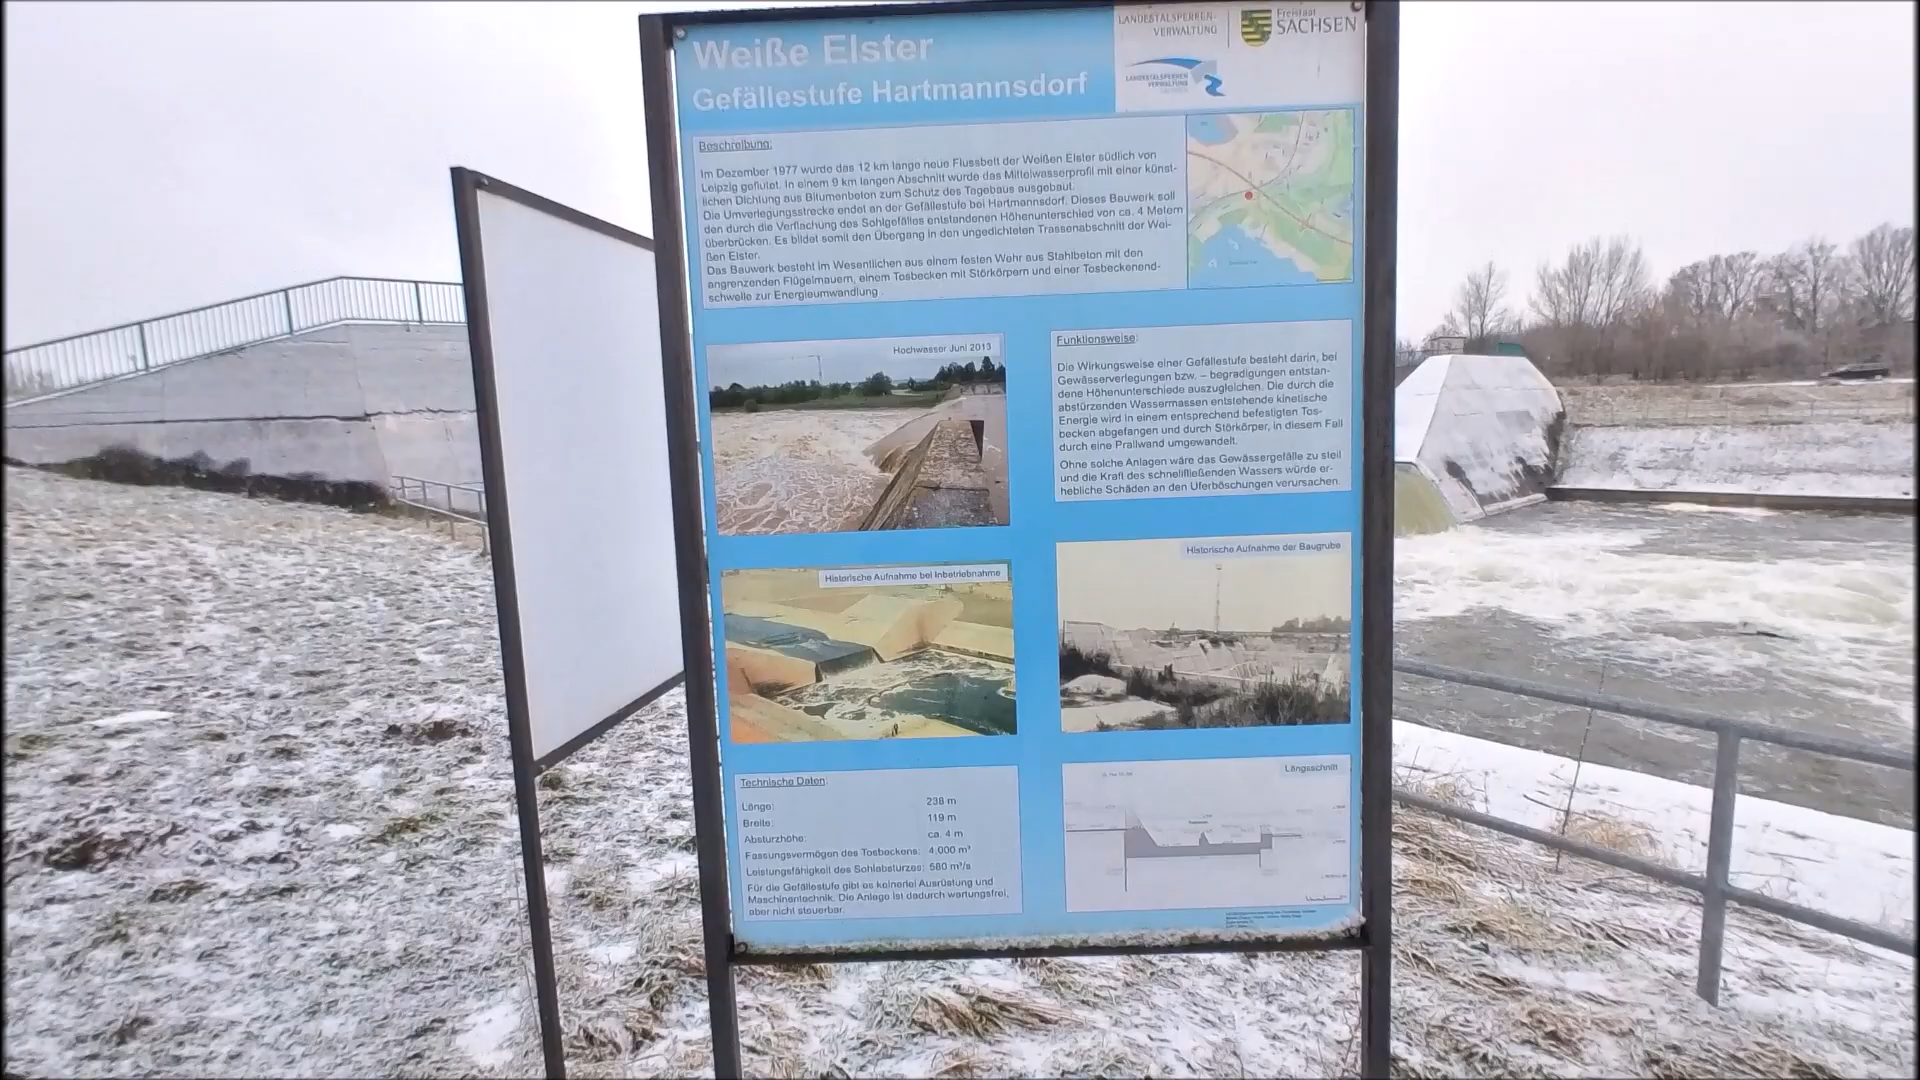 Weiße Elster
Gefällestufe Hartmannsdorf
LANDESTALSPERREN-
VERWALTUNG
Freistaat
SACHSEN
LANDESTALSPERREN
VERWALTUNG
Beschreibung:
Im Dezember 1977 wurde das 12 km lange neue Flussbett der Weißen Elster südlich von
Leipzig geflutet. In einem 9 km langen Abschnitt wurde das Mittelwasserprofil mit einer künst-
lichen Dichtung aus Bitumenbeton zum Schutz des Tagebaus ausgebaut.
Die Umverlegungsstrecke endet an der Gefällestufe bei Hartmannsdorf. Dieses Bauwerk soll
den durch die Verflachung des Sohlgefälles entstandenen Höhenunterschied von ca. 4 Metern
überbrücken. Es bildet somit den Übergang in den ungedichteten Trassenabschnitt der Wei-
ßen Elster.
Das Bauwerk besteht im Wesentlichen aus einem festen Wehr aus Stahlbeton mit den
angrenzenden Flügelmauern, einem Tosbecken mit Störkörpern und einer Tosbeckenend-
schwelle zur Energieumwandlung.
Hochwasser Juni 2013
Funktionsweise:
Die Wirkungsweise einer Gefällestufe besteht darin, bei
Gewässerverlegungen bzw. – begradigungen entstan-
dene Höhenunterschiede auszugleichen. Die durch die
abstürzenden Wassermassen entstehende kinetische
Energie wird in einem entsprechend befestigten Tos-
becken abgefangen und durch Störkörper, in diesem Fall
durch eine Prallwand umgewandelt.
Ohne solche Anlagen wäre das Gewässergefälle zu steil
und die Kraft des schnellfließenden Wassers würde er-
hebliche Schäden an den Uferböschungen verursachen.
Historische Aufnahme bei Inbetriebnahme
Historische Aufnahme der Baugrube
Technische Daten:
Länge: 238 m
Breite: 119 m
Absturzhöhe: ca. 4 m
Fassungsvermögen des Tosbeckens: 4.000 m³
Leistungsfähigkeit des Sohlabsturzes: 580 m³/s
Für die Gefällestufe gibt es keinerlei Ausrüstung und
Maschinentechnik. Die Anlage ist dadurch wartungsfrei,
aber nicht steuerbar.
Längsschnitt